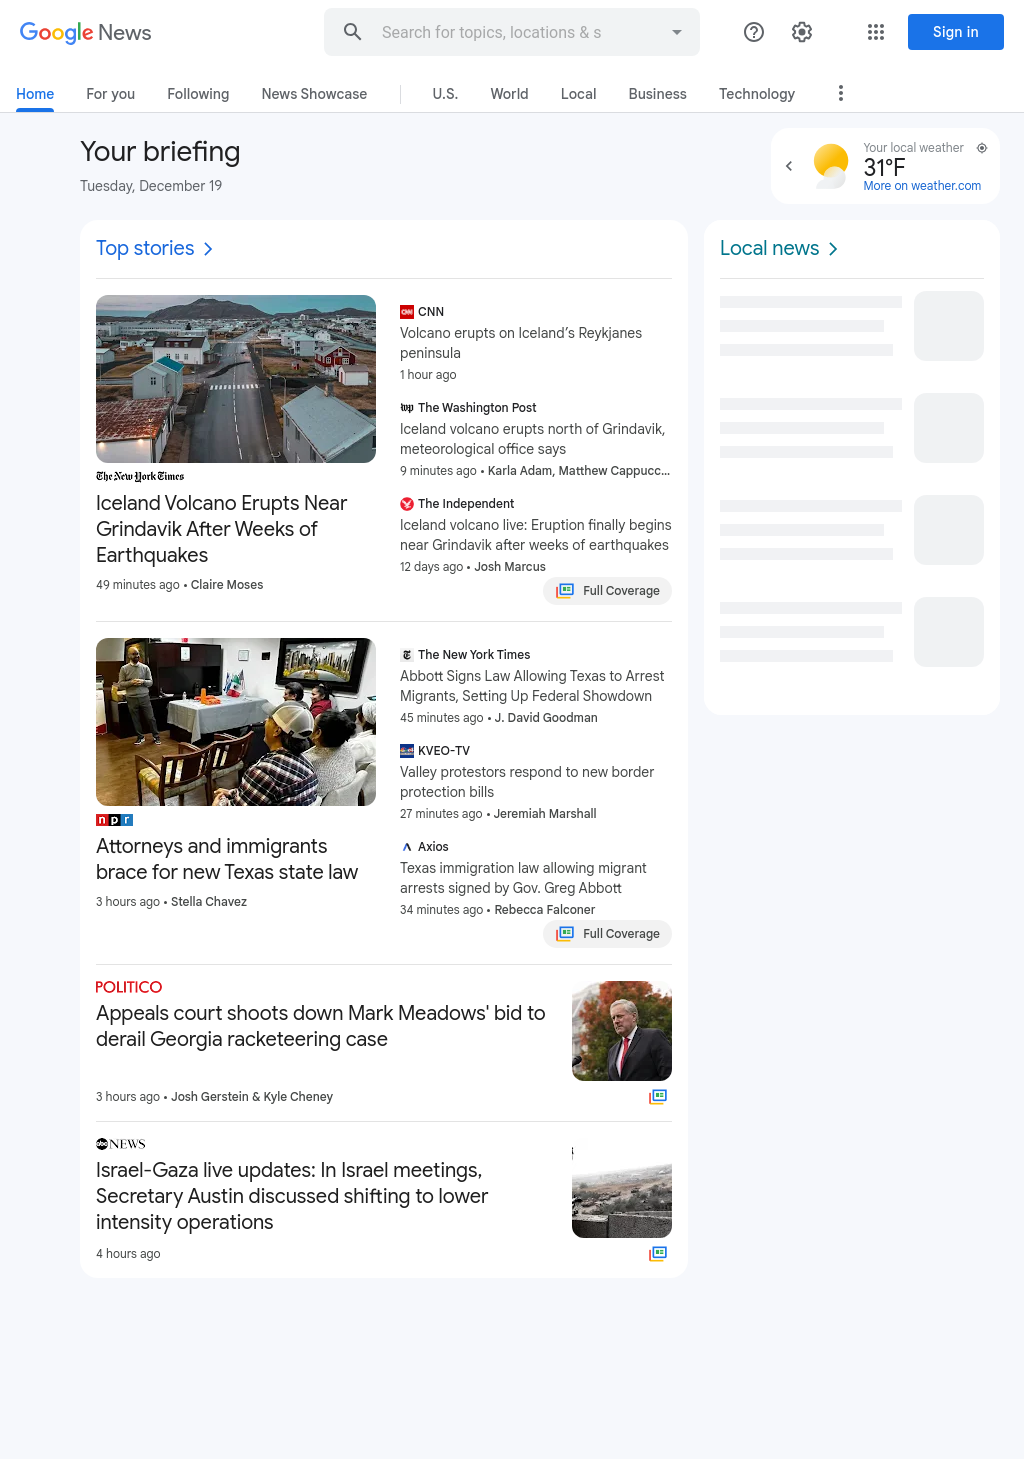 Google News
Search for topics, locations & s
Sign in
Home
For you
Following
News Showcase
U.S.
World
Local
Business
Technology
Your briefing
Tuesday, December 19
Your local weather
31°F
More on weather.com
Top stories
The New York Times
Iceland Volcano Erupts Near
Grindavik After Weeks of
Earthquakes
49 minutes ago • Claire Moses
CNN
CNN
Volcano erupts on Iceland’s Reykjanes
peninsula
1 hour ago
wp The Washington Post
Iceland volcano erupts north of Grindavik,
meteorological office says
9 minutes ago • Karla Adam, Matthew Cappucc...
The Independent
Iceland volcano live: Eruption finally begins
near Grindavik after weeks of earthquakes
12 days ago • Josh Marcus
Full Coverage
npr
Attorneys and immigrants
brace for new Texas state law
3 hours ago • Stella Chavez
T The New York Times
Abbott Signs Law Allowing Texas to Arrest
Migrants, Setting Up Federal Showdown
45 minutes ago • J. David Goodman
KVEO-TV
Valley protestors respond to new border
protection bills
27 minutes ago • Jeremiah Marshall
Axios
Texas immigration law allowing migrant
arrests signed by Gov. Greg Abbott
34 minutes ago • Rebecca Falconer
Full Coverage
POLITICO
Appeals court shoots down Mark Meadows' bid to
derail Georgia racketeering case
3 hours ago • Josh Gerstein & Kyle Cheney
abc NEWS
Israel-Gaza live updates: In Israel meetings,
Secretary Austin discussed shifting to lower
intensity operations
4 hours ago
Local news